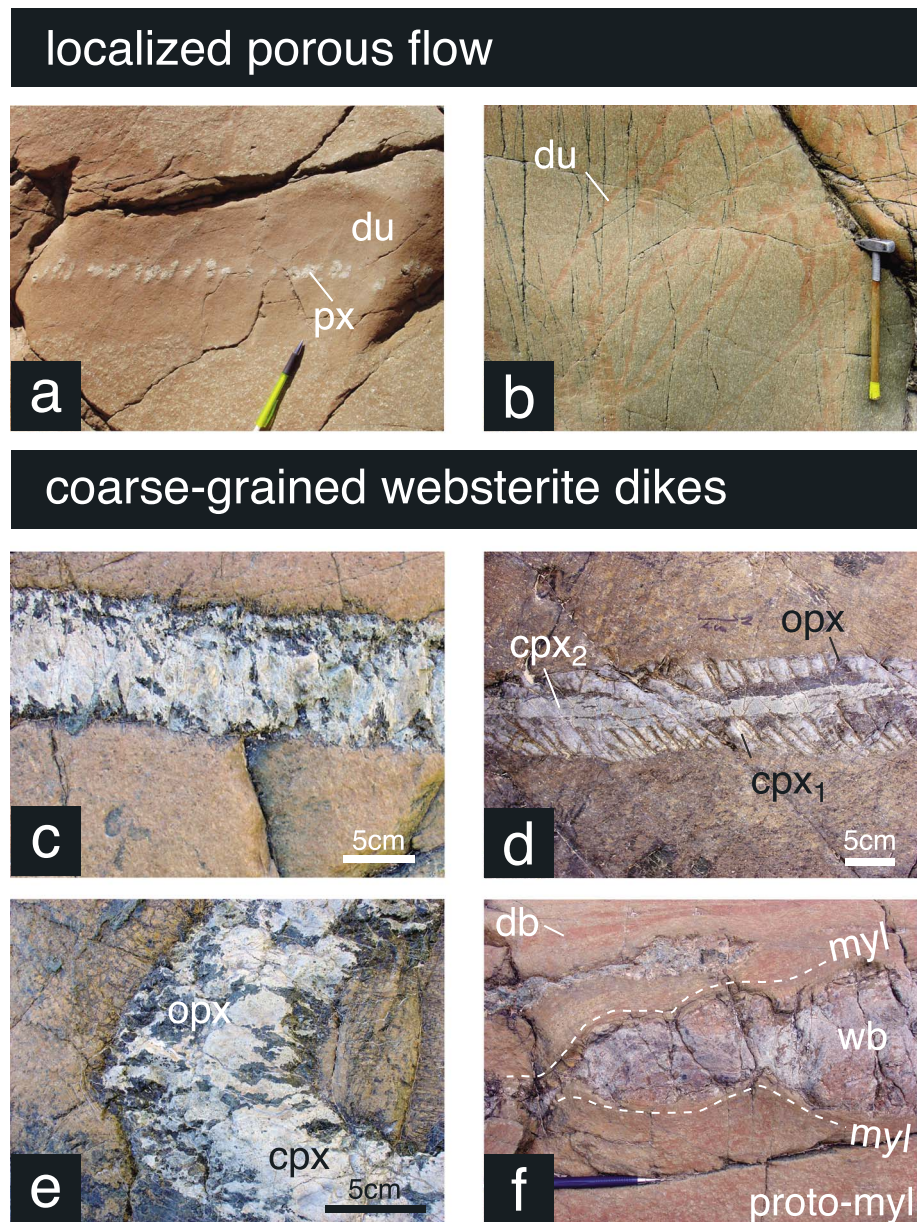 localized porous flow
du
px
a
du
b
coarse-grained websterite dikes
c
5cm
opx
cpx₂
cpx₁
d
5cm
opx
cpx
e
5cm
db
myl
wb
myl
f
proto-myl